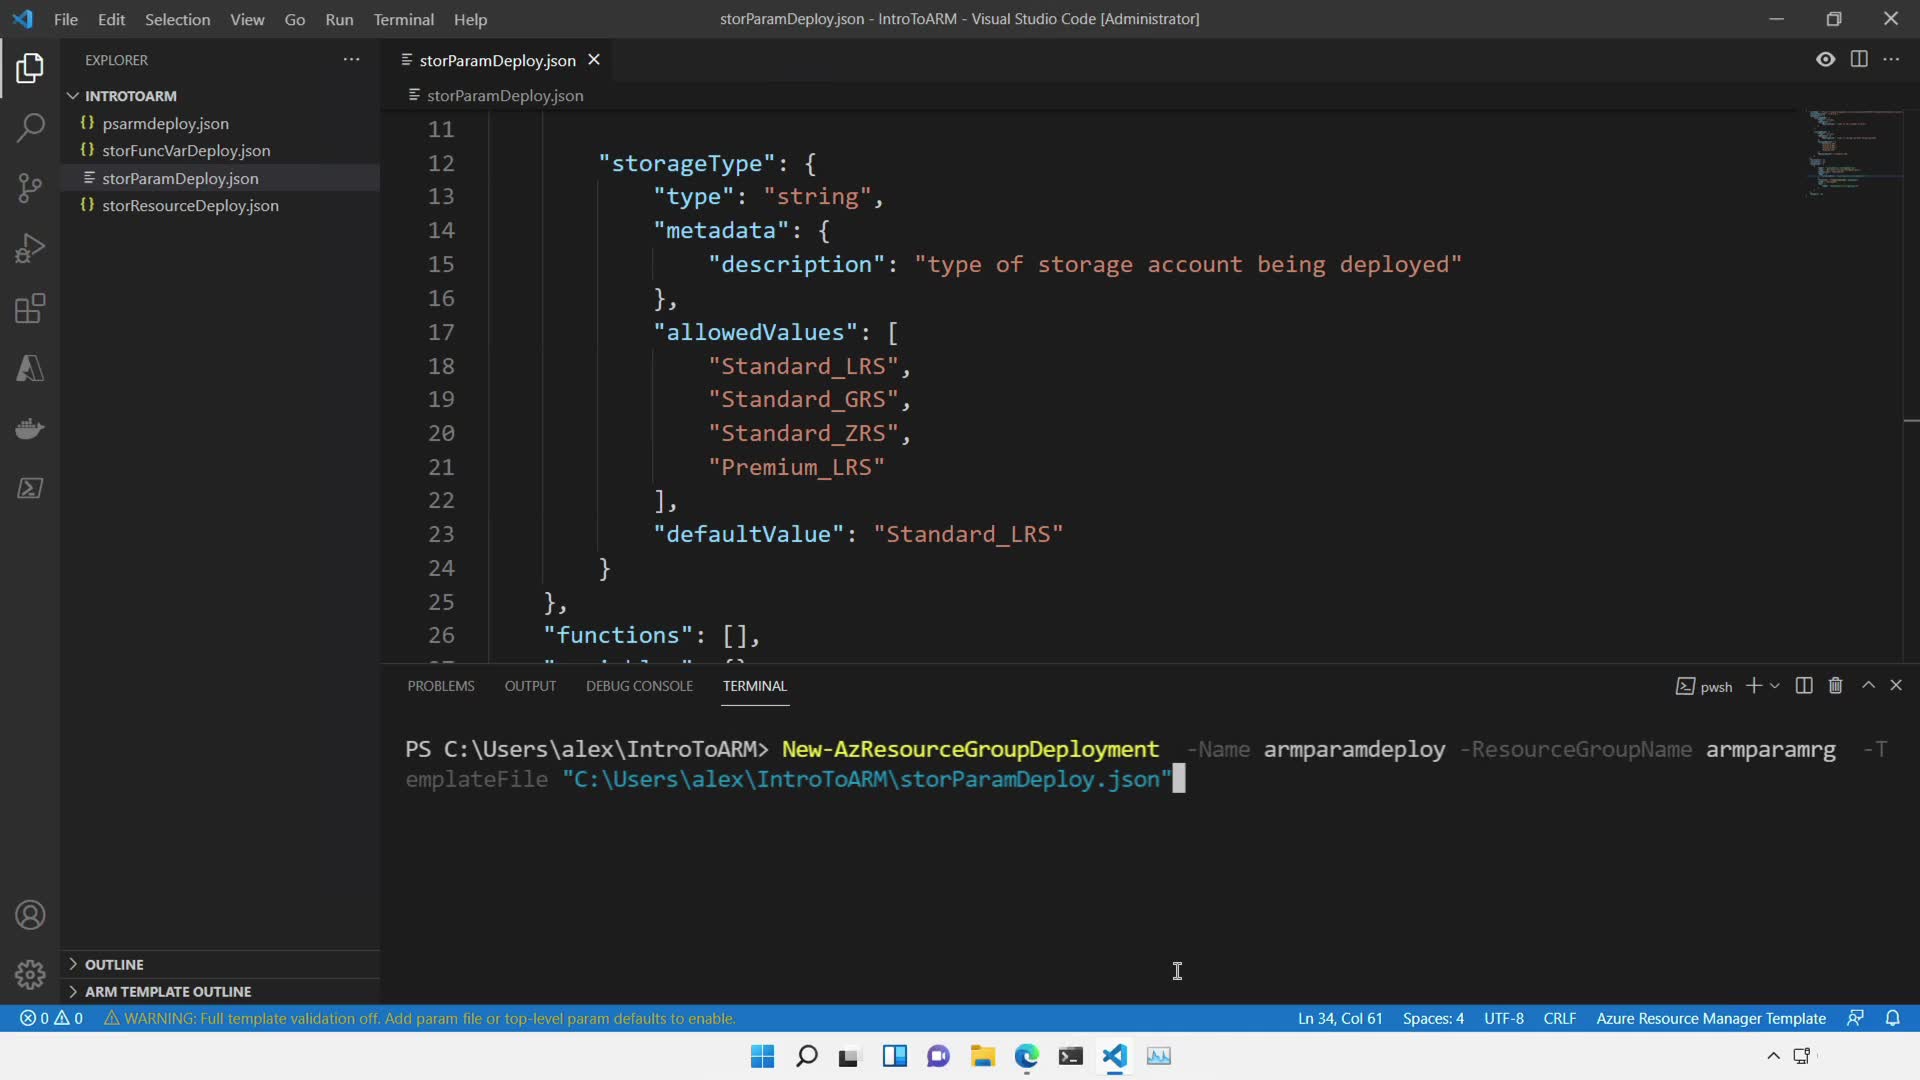 File Edit Selection View Go Run Terminal Help
storParamDeploy.json - IntroToARM - Visual Studio Code [Administrator]
EXPLORER
INTROTOARM
psarmdeploy.json
storFuncVarDeploy.json
storParamDeploy.json
storResourceDeploy.json
OUTLINE
ARM TEMPLATE OUTLINE
storParamDeploy.json
storParamDeploy.json
11
12 "storageType": {
13 "type": "string",
14 "metadata": {
15 "description": "type of storage account being deployed"
16 },
17 "allowedValues": [
18 "Standard_LRS",
19 "Standard_GRS",
20 "Standard_ZRS",
21 "Premium_LRS"
22 ],
23 "defaultValue": "Standard_LRS"
24 }
25 },
26 "functions": [],
PROBLEMS OUTPUT DEBUG CONSOLE TERMINAL
pwsh
PS C:\Users\alex\IntroToARM> New-AzResourceGroupDeployment -Name armparamdeploy -ResourceGroupName armparamrg -T
emplateFile "C:\Users\alex\IntroToARM\storParamDeploy.json"
0 0 WARNING: Full template validation off. Add param file or top-level param defaults to enable.
Ln 34, Col 61 Spaces: 4 UTF-8 CRLF Azure Resource Manager Template